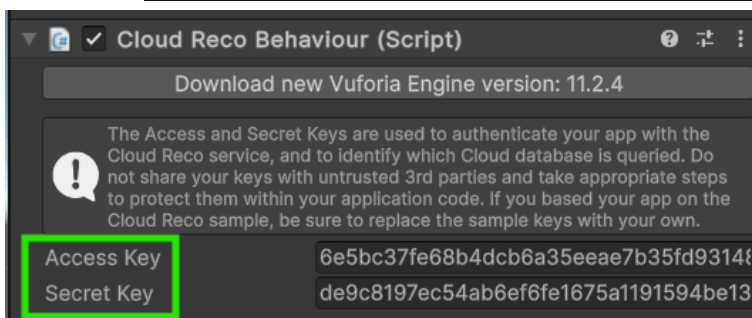 Cloud Reco Behaviour (Script)
Download new Vuforia Engine version: 11.2.4
The Access and Secret Keys are used to authenticate your app with the
Cloud Reco service, and to identify which Cloud database is queried. Do
not share your keys with untrusted 3rd parties and take appropriate steps
to protect them within your application code. If you based your app on the
Cloud Reco sample, be sure to replace the sample keys with your own.
Access Key 6e5bc37fe68b4dcb6a35eeae7b35fd93148
Secret Key de9c8197ec54ab6ef6fe1675a1191594be13